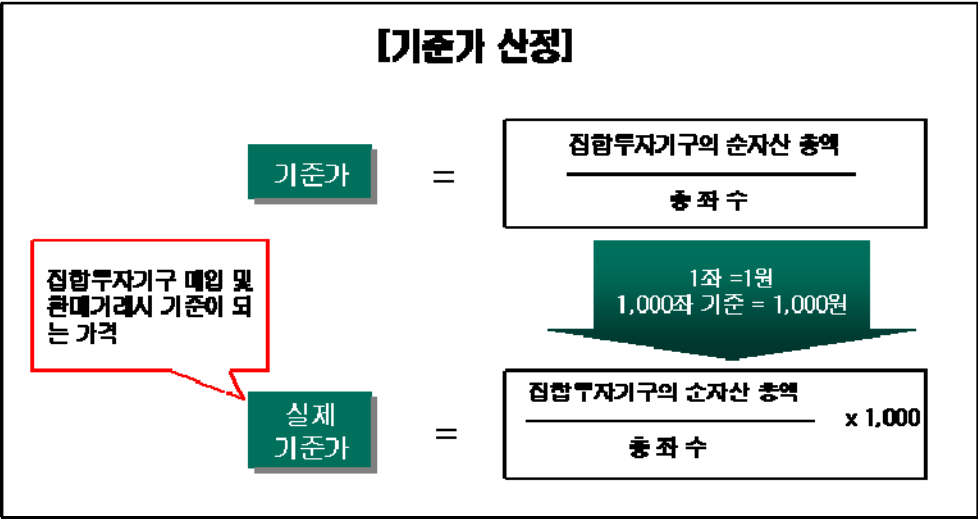 [기준가 산정]
기준가
=
집합투자기구의 순자산 총액
총 좌 수
집합투자기구 매입 및
환매거래시 기준이 되
는 가격
1좌 =1원
1,000좌 기준 = 1,000원
실제
기준가
=
집합투자기구의 순자산 총액
총 좌 수
x 1,000